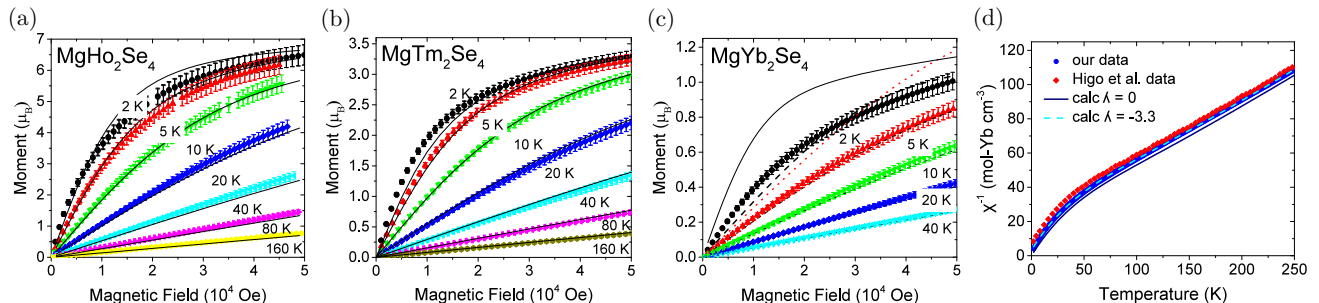 (a) (b) (c) (d)
MgHo2Se4
7
6
5
4
3
2
1
0
Moment (μB)
2 K
5 K
10 K
20 K
40 K
80 K
160 K
0 1 2 3 4 5
Magnetic Field (10^4 Oe)
MgTm2Se4
3.5
3.0
2.5
2.0
1.5
1.0
0.5
0.0
Moment (μB)
2 K
5 K
10 K
20 K
40 K
80 K
160 K
0 1 2 3 4 5
Magnetic Field (10^4 Oe)
MgYb2Se4
1.2
1.0
0.8
0.6
0.4
0.2
0.0
Moment (μB)
2 K
5 K
10 K
20 K
40 K
0 1 2 3 4 5
Magnetic Field (10^4 Oe)
our data
Higo et al. data
calc λ = 0
calc λ = -3.3
120
100
80
60
40
20
0
χ^-1 (mol-Yb cm^-3)
0 50 100 150 200 250
Temperature (K)